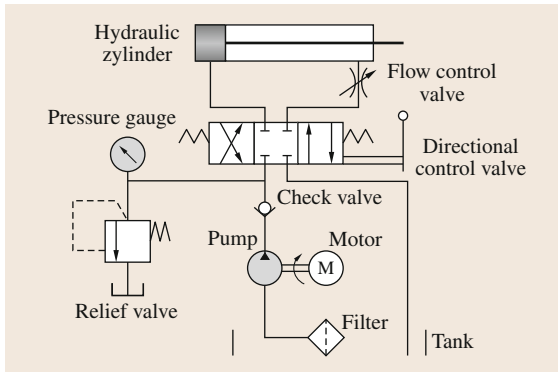 Hydraulic
zylinder
Flow control
valve
Pressure gauge
Directional
control valve
Check valve
Pump
Motor
M
Relief valve
Filter
Tank